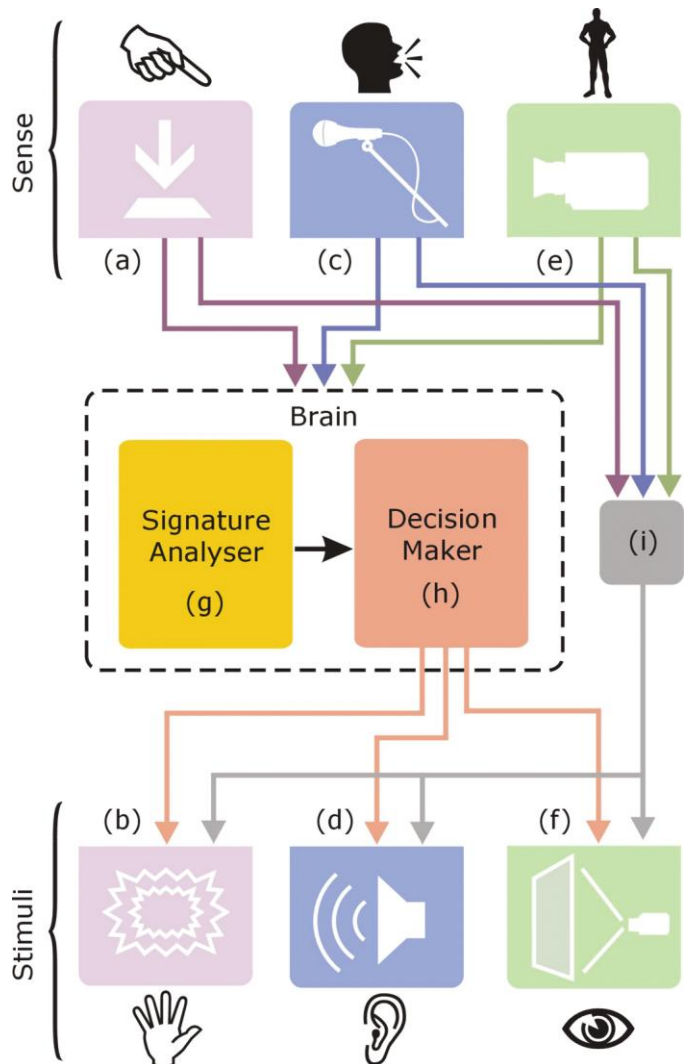 Sense
(a)
(c)
(e)
Brain
Signature
Analyser
(g)
Decision
Maker
(h)
(i)
(b)
(d)
(f)
Stimuli